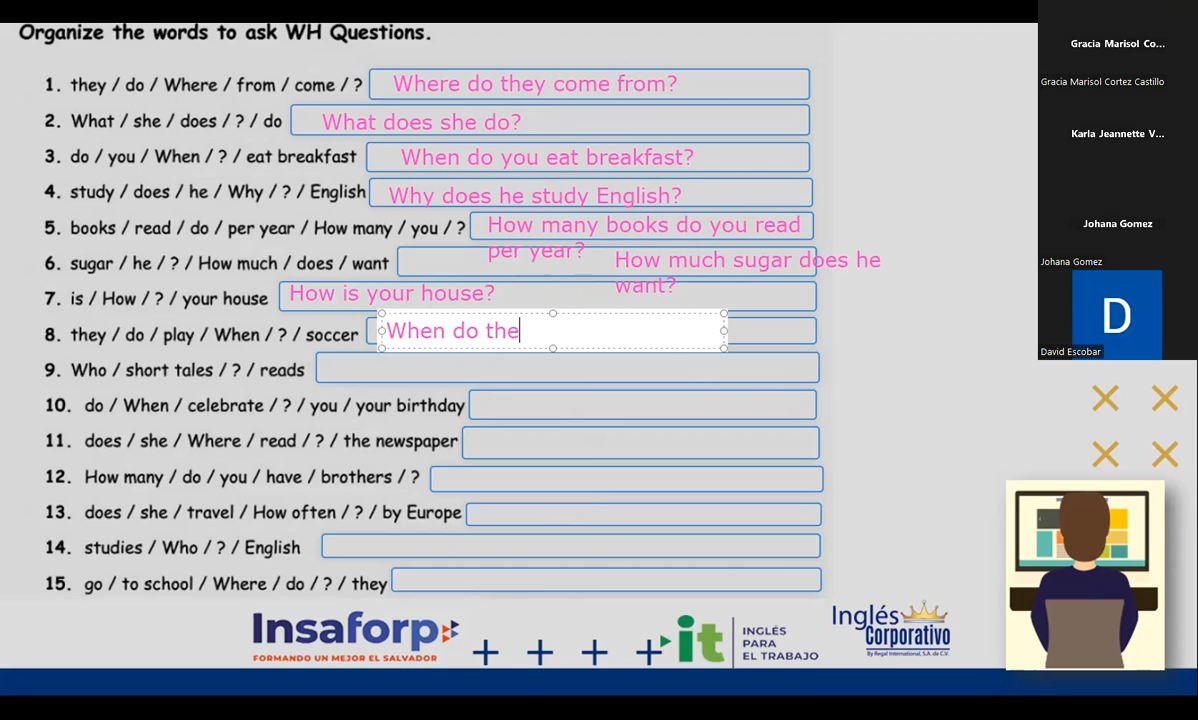 Organize the words to ask WH Questions.
1. they / do / Where / from / come / ? Where do they come from?
2. What / she / does / ? / do What does she do?
3. do / you / When / ? / eat breakfast When do you eat breakfast?
4. study / does / he / Why / ? / English Why does he study English?
5. books / read / do / per year / How many / you / ? How many books do you read
per year?
6. sugar / he / ? / How much / does / want How much sugar does he
want?
7. is / How / ? / your house How is your house?
8. they / do / play / When / ? / soccer When do the
9. Who / short tales / ? / reads
10. do / When / celebrate / ? / you / your birthday
11. does / she / Where / read / ? / the newspaper
12. How many / do / you / have / brothers / ?
13. does / she / travel / How often / ? / by Europe
14. studies / Who / ? / English
15. go / to school / Where / do / ? / they
Insaforp
FORMANDO UN MEJOR EL SALVADOR
it
INGLÉS
PARA
EL TRABAJO
Inglés
Corporativo
By Regal International, S.A. de C.V.
Gracia Marisol Co...
Gracia Marisol Cortez Castillo
Karla Jeannette V...
Johana Gomez
Johana Gomez
D
David Escobar